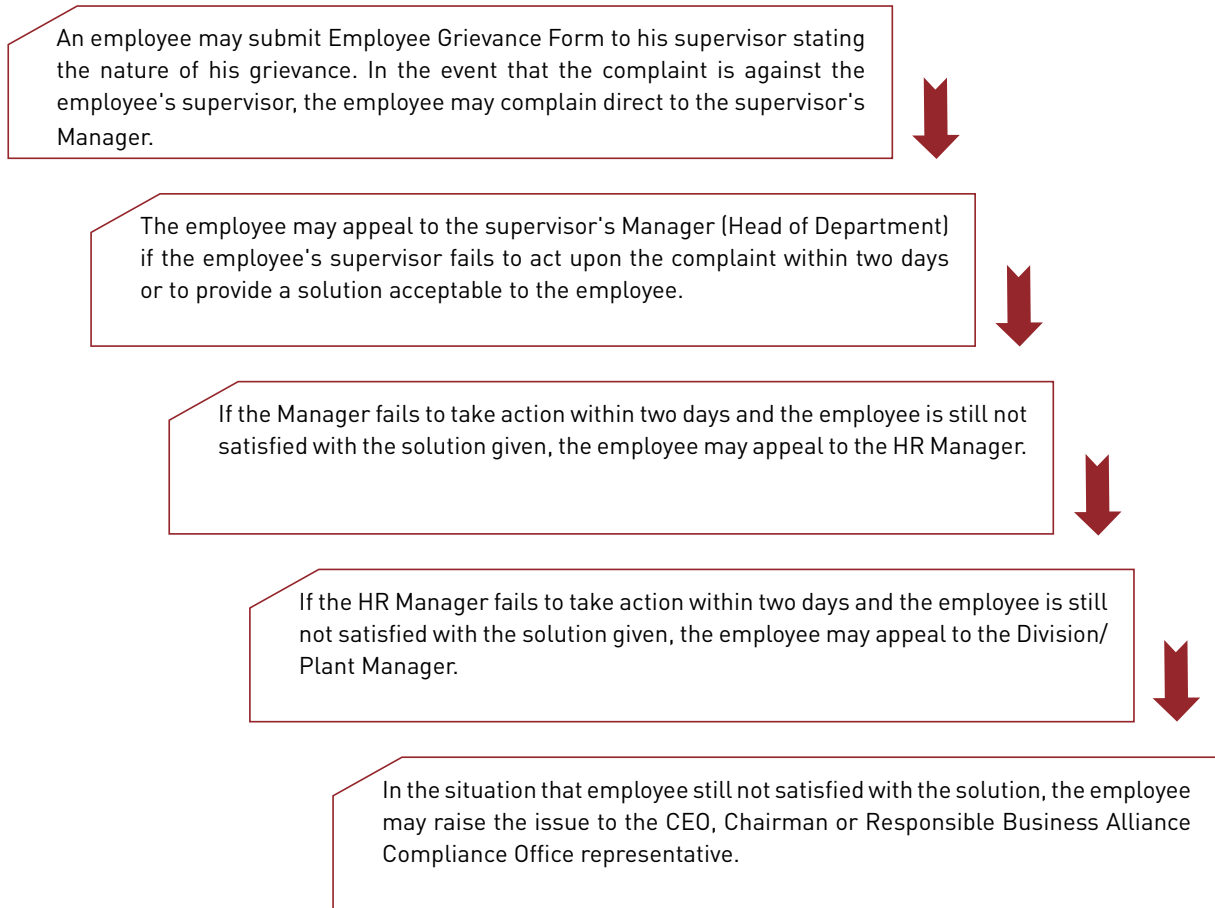 An employee may submit Employee Grievance Form to his supervisor stating
the nature of his grievance. In the event that the complaint is against the
employee's supervisor, the employee may complain direct to the supervisor's
Manager.
The employee may appeal to the supervisor's Manager (Head of Department)
if the employee's supervisor fails to act upon the complaint within two days
or to provide a solution acceptable to the employee.
If the Manager fails to take action within two days and the employee is still not
satisfied with the solution given, the employee may appeal to the HR Manager.
If the HR Manager fails to take action within two days and the employee is still
not satisfied with the solution given, the employee may appeal to the Division/
Plant Manager.
In the situation that employee still not satisfied with the solution, the employee
may raise the issue to the CEO, Chairman or Responsible Business Alliance
Compliance Office representative.